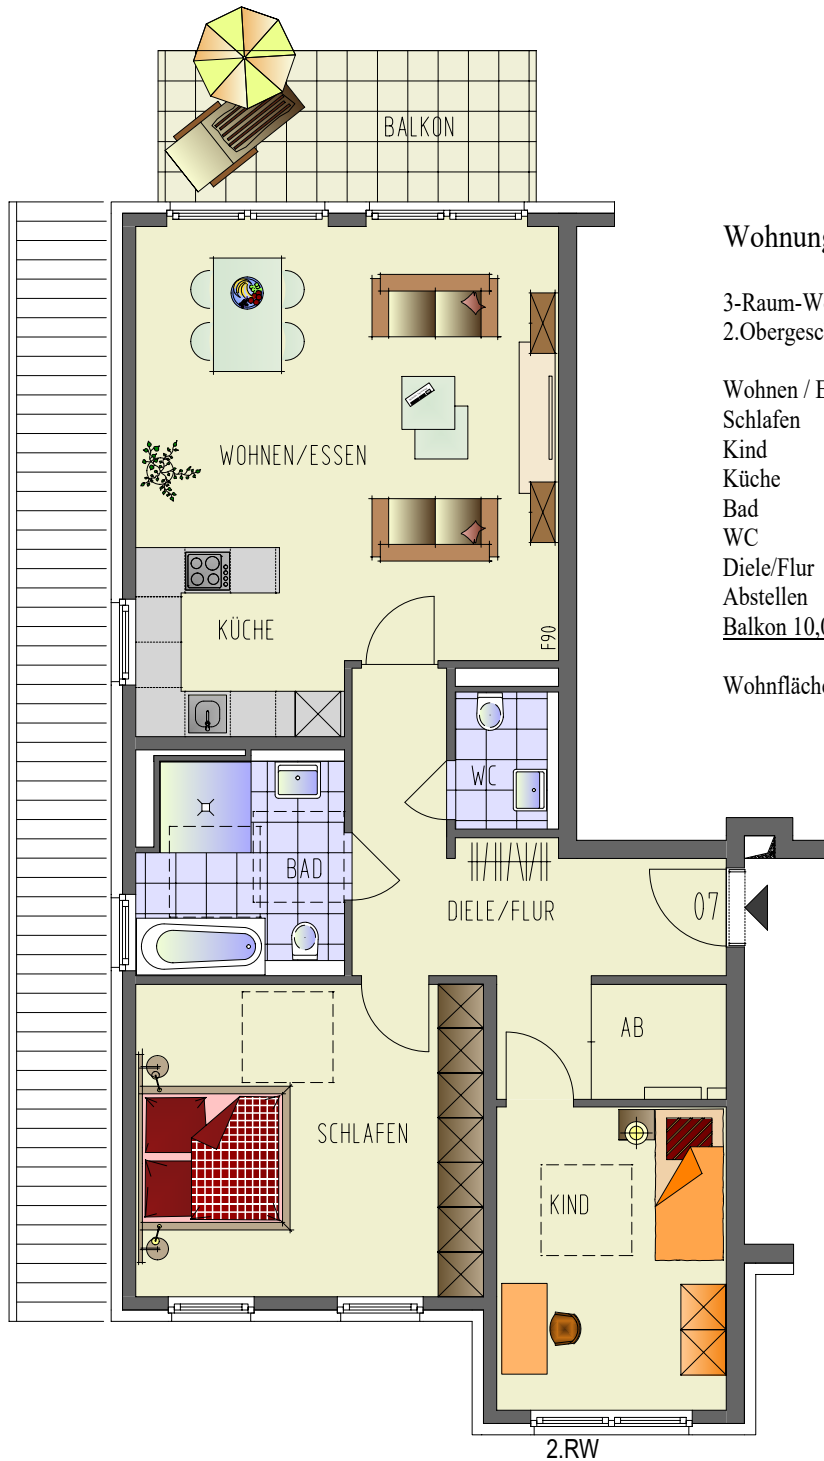 BALKON
Wohnung
3-Raum-W
2.Obergesc
Wohnen / E
Schlafen
Kind
Küche
Bad
WC
Diele/Flur
Abstellen
Balkon 10,0
Wohnfläche
WOHNEN/ESSEN
KÜCHE
F90
WC
BAD
DIELE/FLUR
07
AB
SCHLAFEN
KIND
2.RW